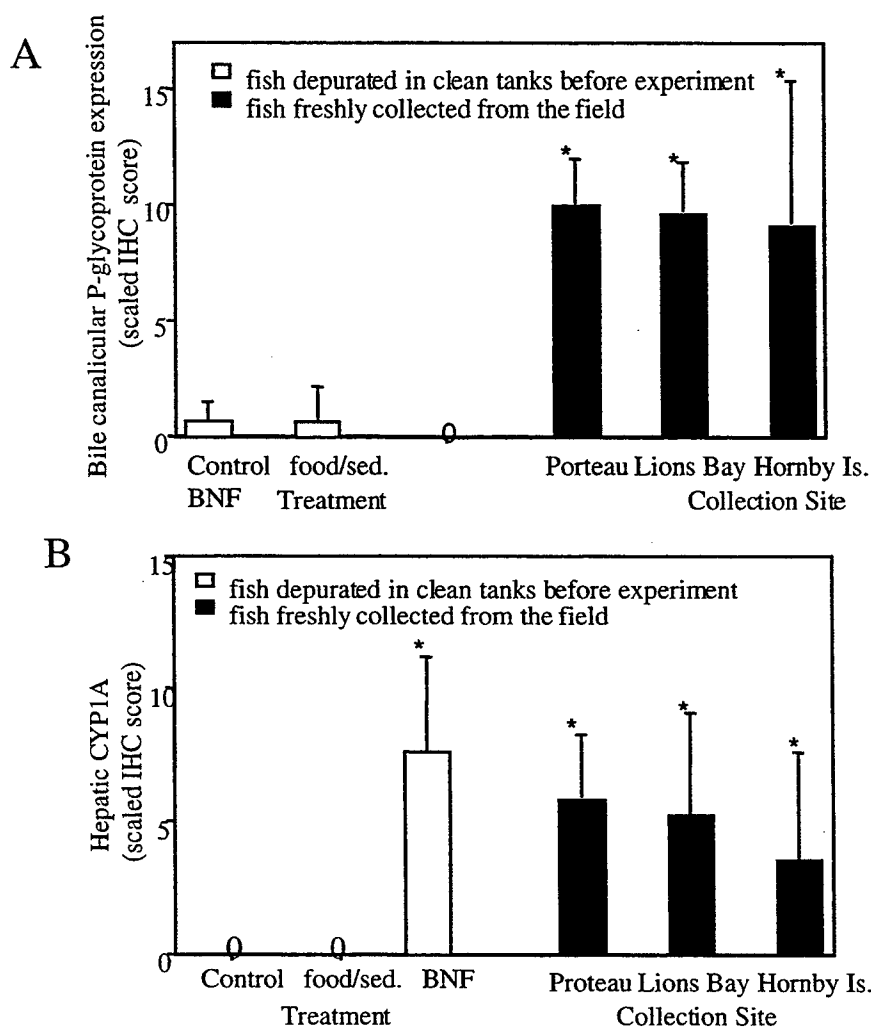 A
Bile canalicular P-glycoprotein expression
(scaled IHC score)
15
10
5
0
fish depurated in clean tanks before experiment
fish freshly collected from the field
*
*
*
0
Control food/sed. Porteau Lions Bay Hornby Is.
BNF Treatment Collection Site
B
Hepatic CYP1A
(scaled IHC score)
15
10
5
0
fish depurated in clean tanks before experiment
fish freshly collected from the field
*
*
*
*
0
0
Control food/sed. BNF Proteau Lions Bay Hornby Is.
Treatment Collection Site